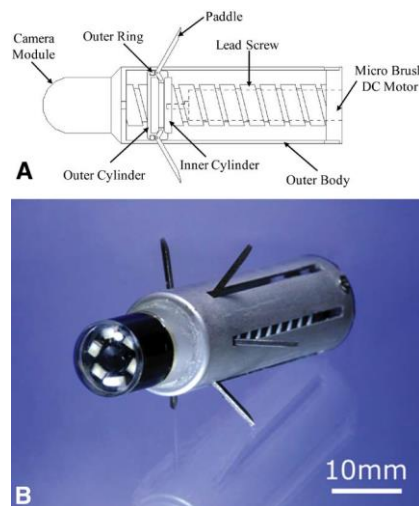 Camera
Module
Outer Ring
Paddle
Lead Screw
Micro Brush
DC Motor
A
Outer Cylinder
Inner Cylinder
Outer Body
B
10mm